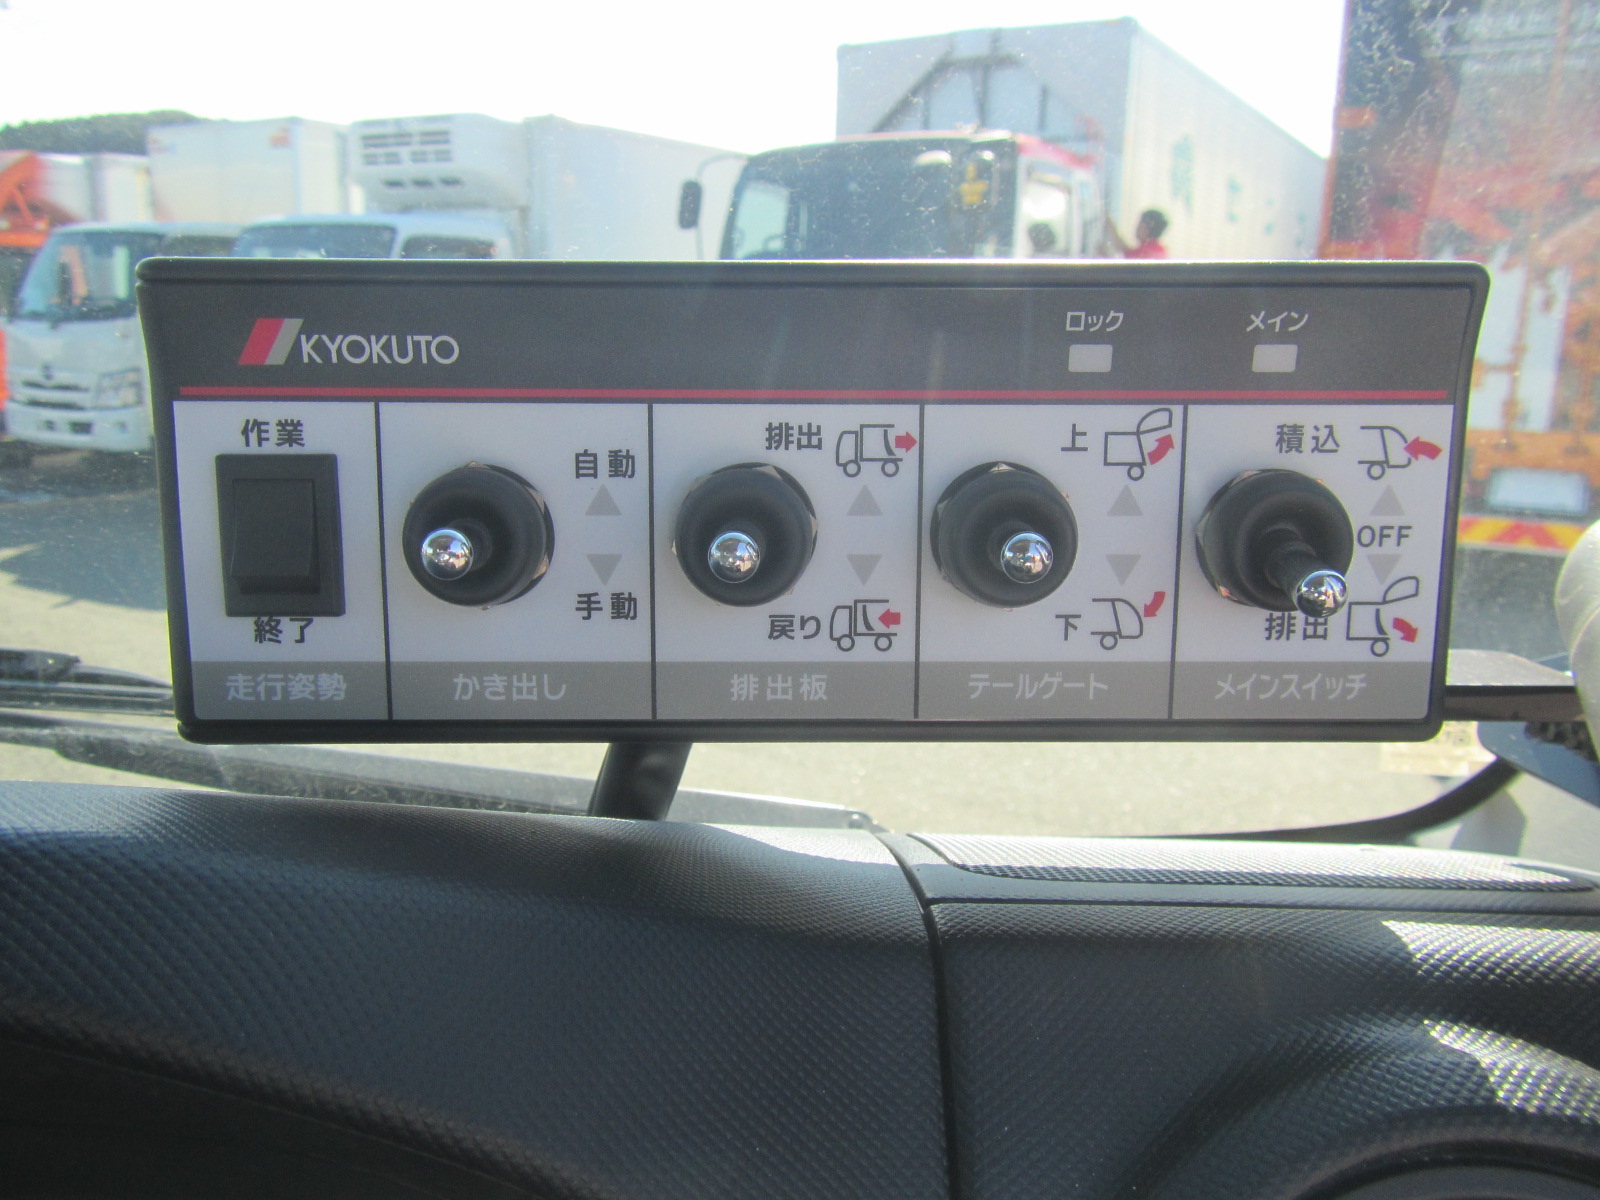 KYOKUTO
ロック
メイン
作業
終了
走行姿勢
自動
手動
かき出し
排出
戻り
排出板
上
下
テールゲート
積込
OFF
排出
メインスイッチ